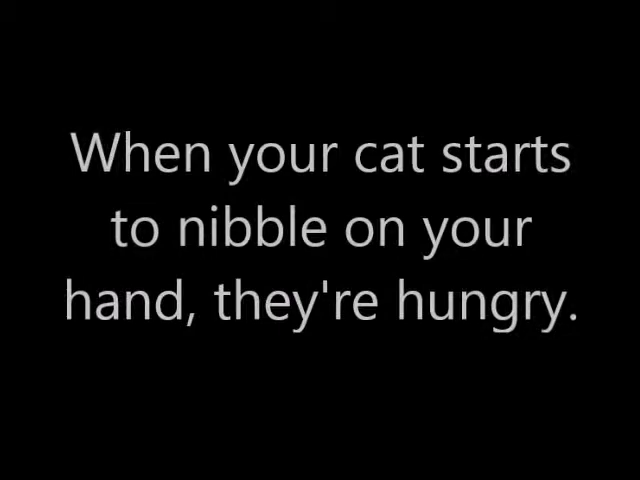 When your cat starts
to nibble on your
hand, they're hungry.